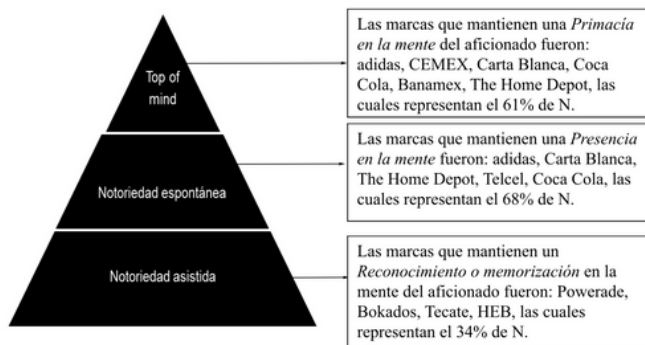 Top of
mind
Las marcas que mantienen una Primacía
en la mente del aficionado fueron:
adidas, CEMEX, Carta Blanca, Coca
Cola, Banamex, The Home Depot, las
cuales representan el 61% de N.
Notoriedad espontánea
Las marcas que mantienen una Presencia
en la mente fueron: adidas, Carta Blanca,
The Home Depot, Telcel, Coca Cola, las
cuales representan el 68% de N.
Notoriedad asistida
Las marcas que mantienen un
Reconocimiento o memorización en la
mente del aficionado fueron: Powerade,
Bokados, Tecate, HEB, las cuales
representan el 34% de N.